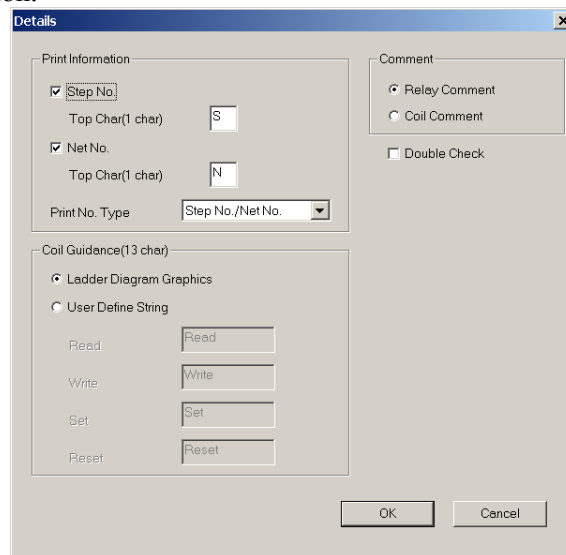 Details
Print Information
Step No.
Top Char(1 char) S
Net No.
Top Char(1 char) N
Print No. Type Step No./Net No.
Comment
Relay Comment
Coil Comment
Double Check
Coil Guidance(13 char)
Ladder Diagram Graphics
User Define String
Read Read
Write Write
Set Set
Reset Reset
OK Cancel